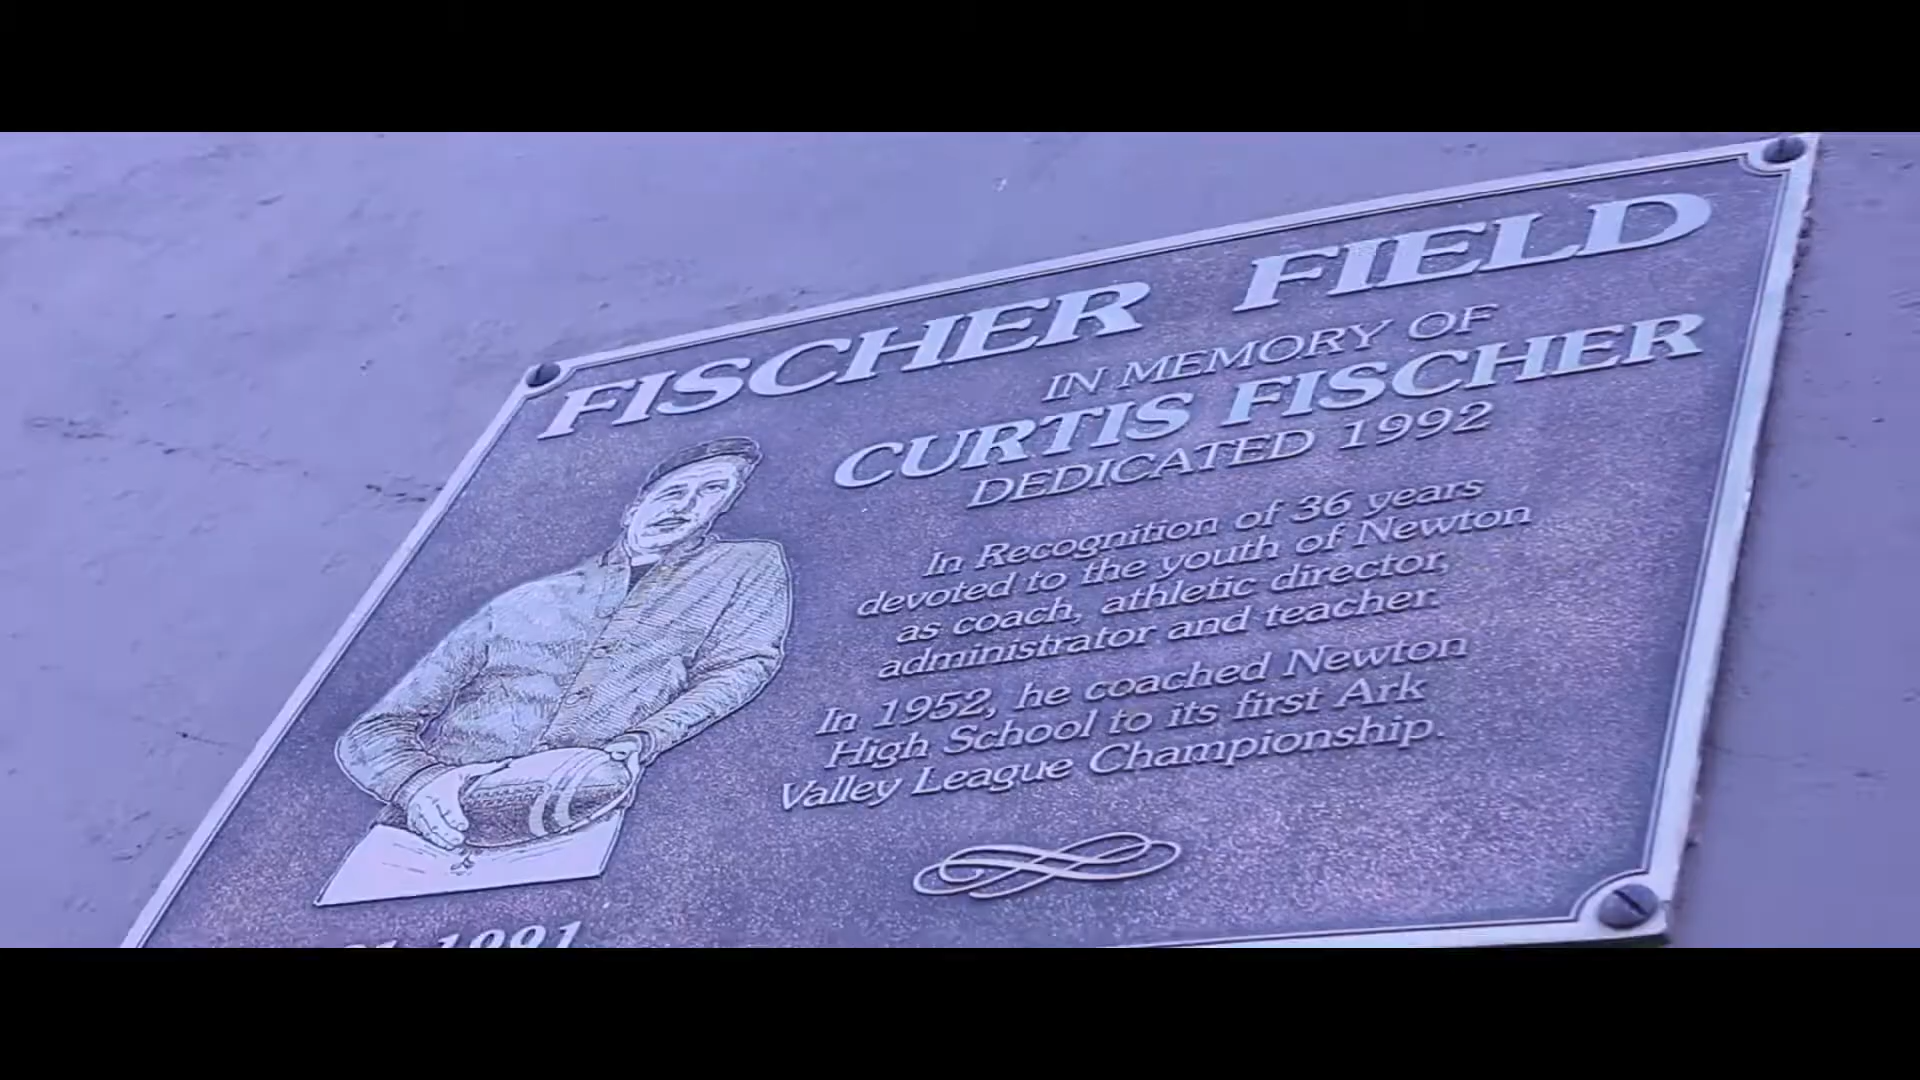 FISCHER FIELD
IN MEMORY OF
CURTIS FISCHER
DEDICATED 1992
In Recognition of 36 years
devoted to the youth of Newton
as coach, athletic director,
administrator and teacher.
In 1952, he coached Newton
High School to its first Ark
Valley League Championship.
1981